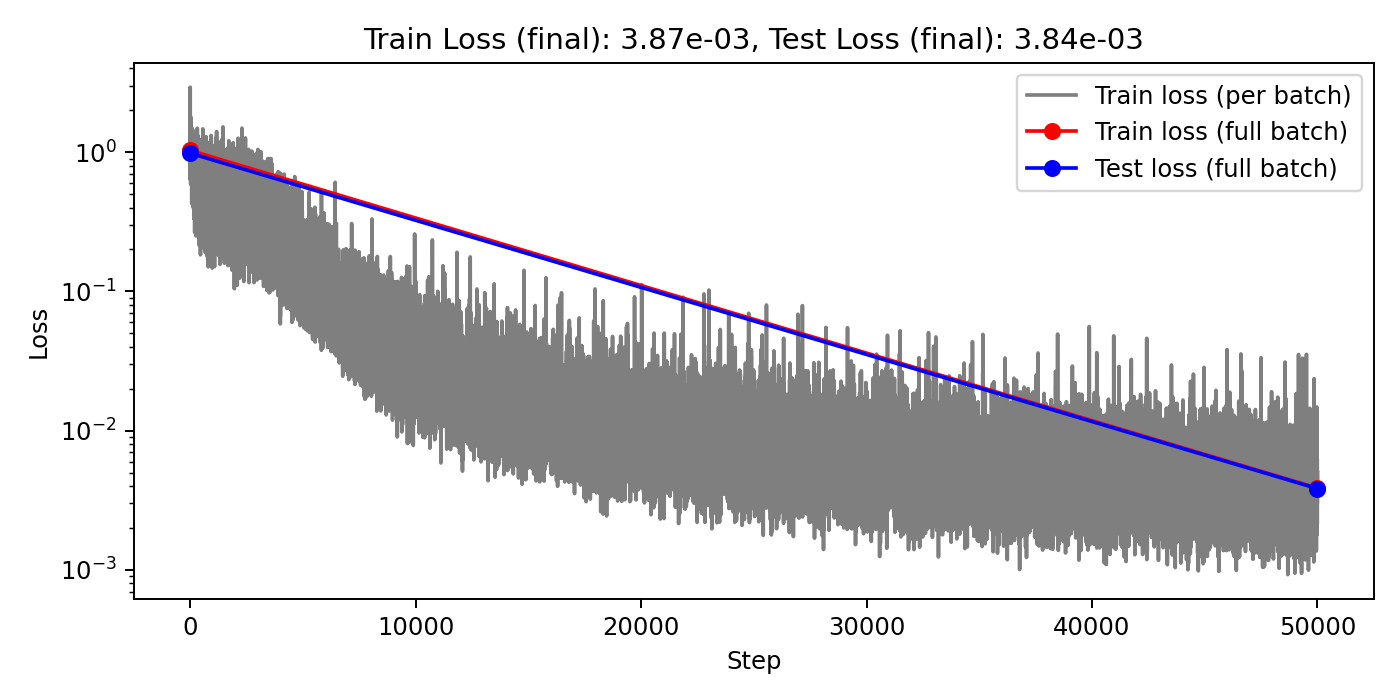 Train Loss (final): 3.87e-03, Test Loss (final): 3.84e-03
Train loss (per batch)
Train loss (full batch)
Test loss (full batch)
Loss
10⁰
10⁻¹
10⁻²
10⁻³
0 10000 20000 30000 40000 50000
Step